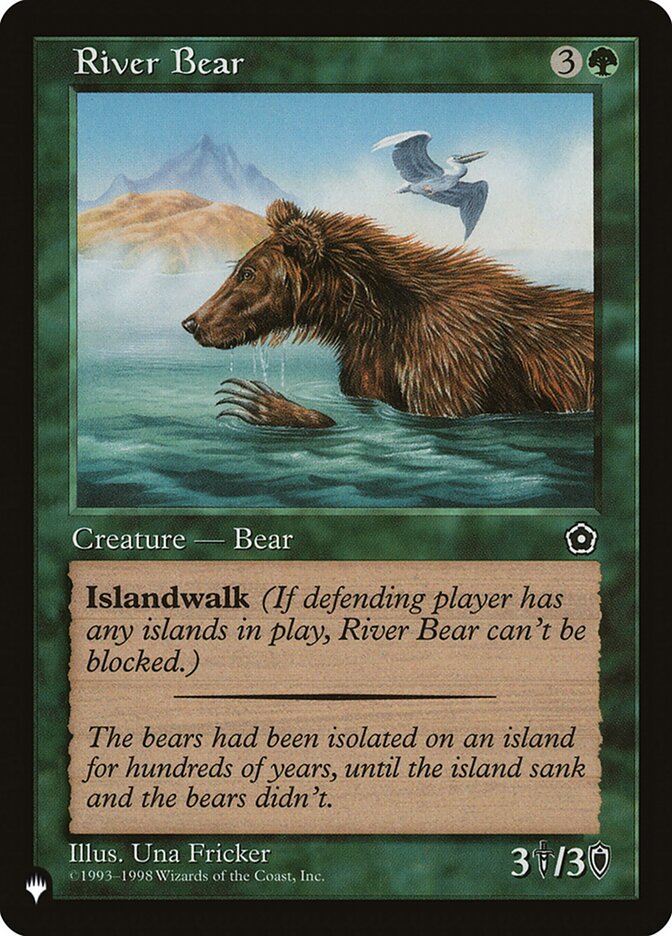 River Bear 3
Creature — Bear
Islandwalk (If defending player has
any islands in play, River Bear can't be
blocked.)
The bears had been isolated on an island
for hundreds of years, until the island sank
and the bears didn't.
Illus. Una Fricker
©1993–1998 Wizards of the Coast, Inc.
3/3